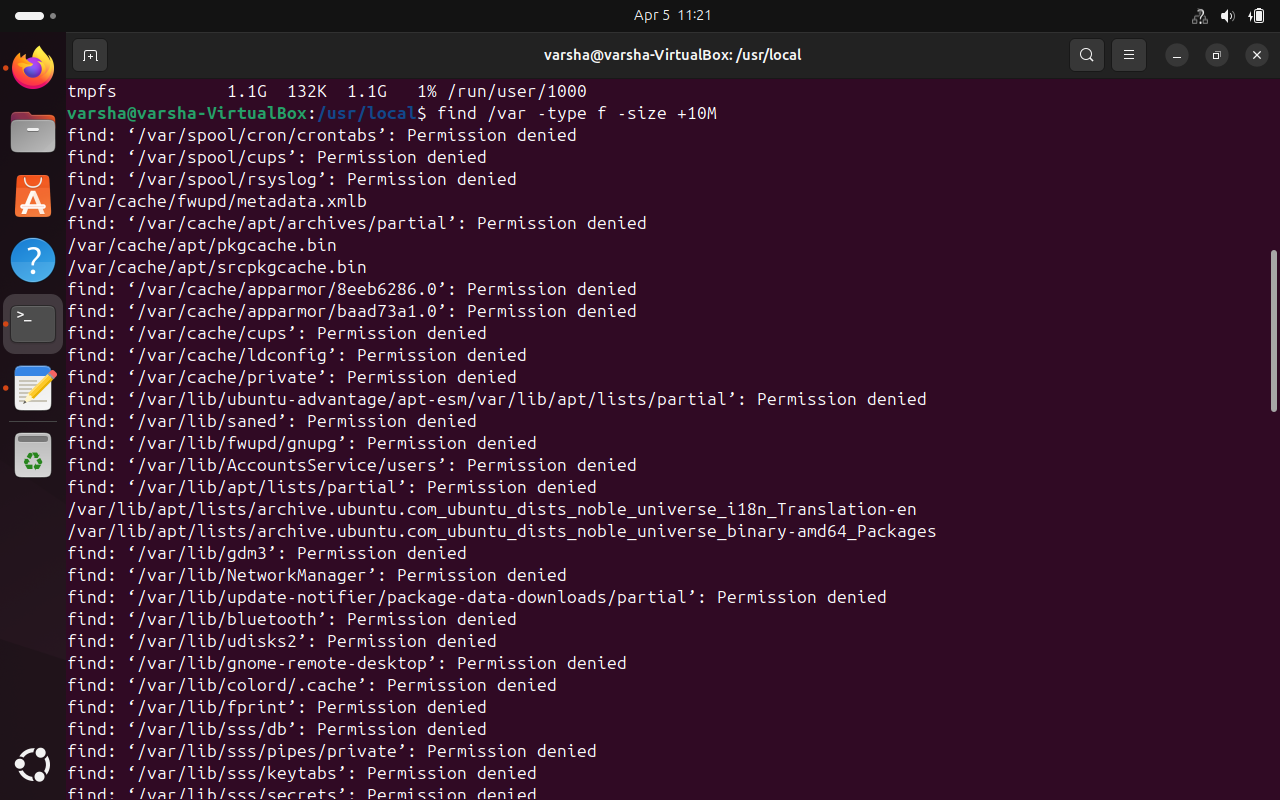 Apr 5 11:21
varsha@varsha-VirtualBox: /usr/local
tmpfs           1.1G  132K  1.1G   1% /run/user/1000
varsha@varsha-VirtualBox:/usr/local$ find /var -type f -size +10M
find: ‘/var/spool/cron/crontabs’: Permission denied
find: ‘/var/spool/cups’: Permission denied
find: ‘/var/spool/rsyslog’: Permission denied
/var/cache/fwupd/metadata.xmlb
find: ‘/var/cache/apt/archives/partial’: Permission denied
/var/cache/apt/pkgcache.bin
/var/cache/apt/srcpkgcache.bin
find: ‘/var/cache/apparmor/8eeb6286.0’: Permission denied
find: ‘/var/cache/apparmor/baad73a1.0’: Permission denied
find: ‘/var/cache/cups’: Permission denied
find: ‘/var/cache/ldconfig’: Permission denied
find: ‘/var/cache/private’: Permission denied
find: ‘/var/lib/ubuntu-advantage/apt-esm/var/lib/apt/lists/partial’: Permission denied
find: ‘/var/lib/saned’: Permission denied
find: ‘/var/lib/fwupd/gnupg’: Permission denied
find: ‘/var/lib/AccountsService/users’: Permission denied
find: ‘/var/lib/apt/lists/partial’: Permission denied
/var/lib/apt/lists/archive.ubuntu.com_ubuntu_dists_noble_universe_i18n_Translation-en
/var/lib/apt/lists/archive.ubuntu.com_ubuntu_dists_noble_universe_binary-amd64_Packages
find: ‘/var/lib/gdm3’: Permission denied
find: ‘/var/lib/NetworkManager’: Permission denied
find: ‘/var/lib/update-notifier/package-data-downloads/partial’: Permission denied
find: ‘/var/lib/bluetooth’: Permission denied
find: ‘/var/lib/udisks2’: Permission denied
find: ‘/var/lib/gnome-remote-desktop’: Permission denied
find: ‘/var/lib/colord/.cache’: Permission denied
find: ‘/var/lib/fprint’: Permission denied
find: ‘/var/lib/sss/db’: Permission denied
find: ‘/var/lib/sss/pipes/private’: Permission denied
find: ‘/var/lib/sss/keytabs’: Permission denied
find: ‘/var/lib/sss/secrets’: Permission denied